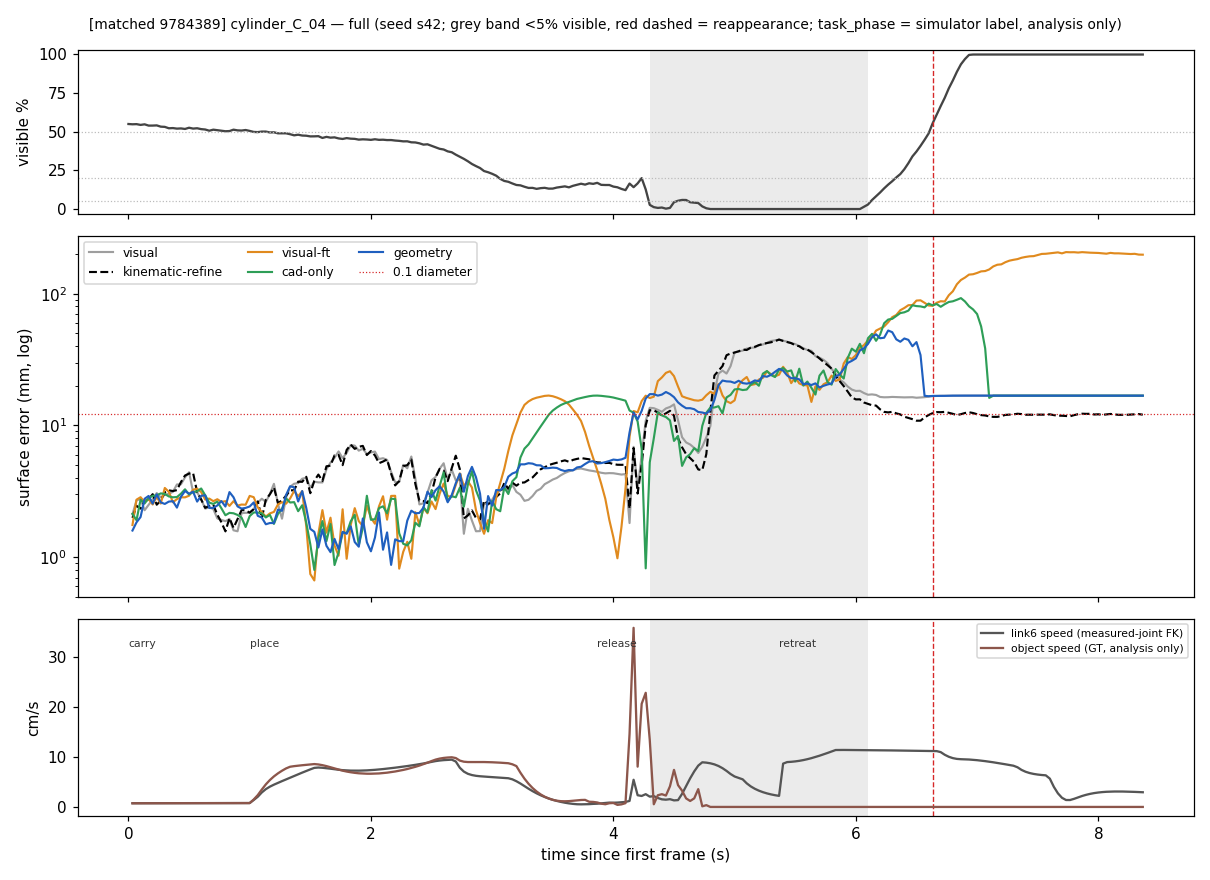 [matched 9784389] cylinder_C_04 — full (seed s42; grey band <5% visible, red dashed = reappearance; task_phase = simulator label, analysis only)
100
75
50
25
0
visible %
visual
kinematic-refine
visual-ft
cad-only
geometry
0.1 diameter
10²
10¹
10⁰
surface error (mm, log)
carry
place
release
retreat
link6 speed (measured-joint FK)
object speed (GT, analysis only)
30
20
10
0
cm/s
0 2 4 6 8
time since first frame (s)